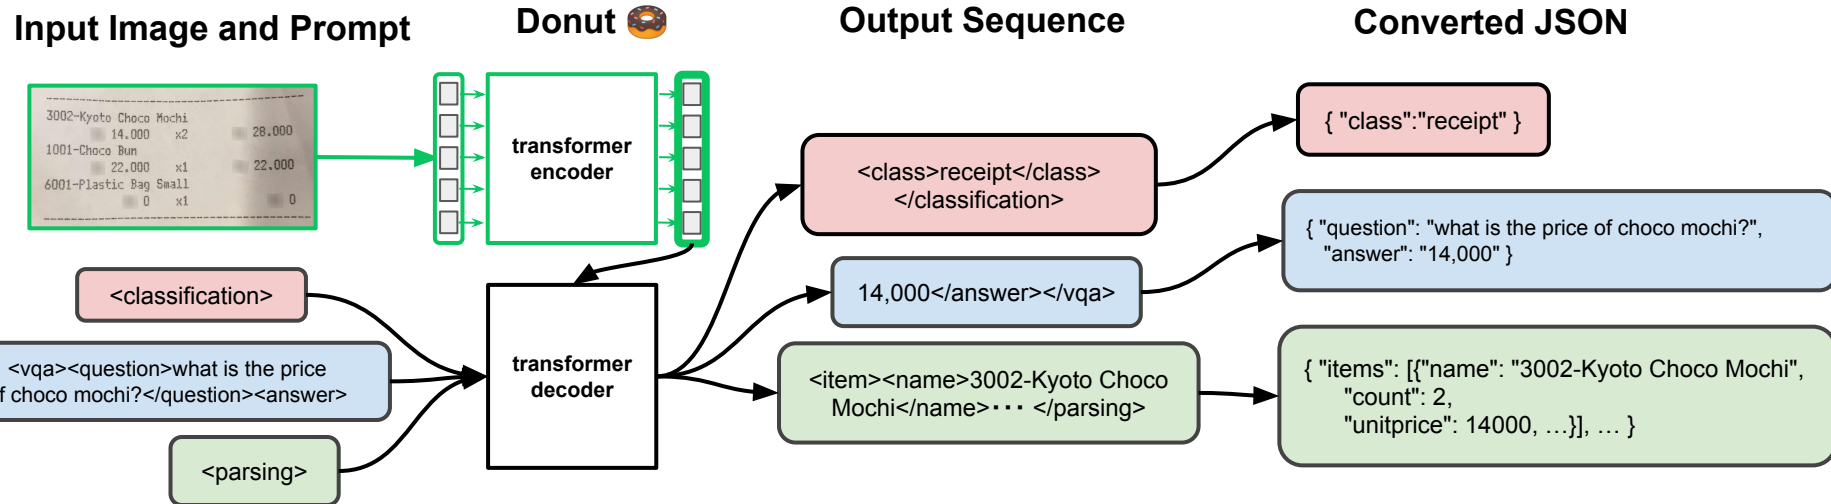 Input Image and Prompt
Donut
Output Sequence
Converted JSON
3002-Kyoto Choco Mochi
14.000 x2 28.000
1001-Choco Bun
22.000 x1 22.000
6001-Plastic Bag Small
0 x1 0
transformer
encoder
<classification>
<vqa><question>what is the price
of choco mochi?</question><answer>
<parsing>
transformer
decoder
<class>receipt</class>
</classification>
14,000</answer></vqa>
<item><name>3002-Kyoto Choco
Mochi</name>··· </parsing>
{ "class":"receipt" }
{ "question": "what is the price of choco mochi?",
"answer": "14,000" }
{ "items": [{"name": "3002-Kyoto Choco Mochi",
"count": 2,
"unitprice": 14000, …}], … }